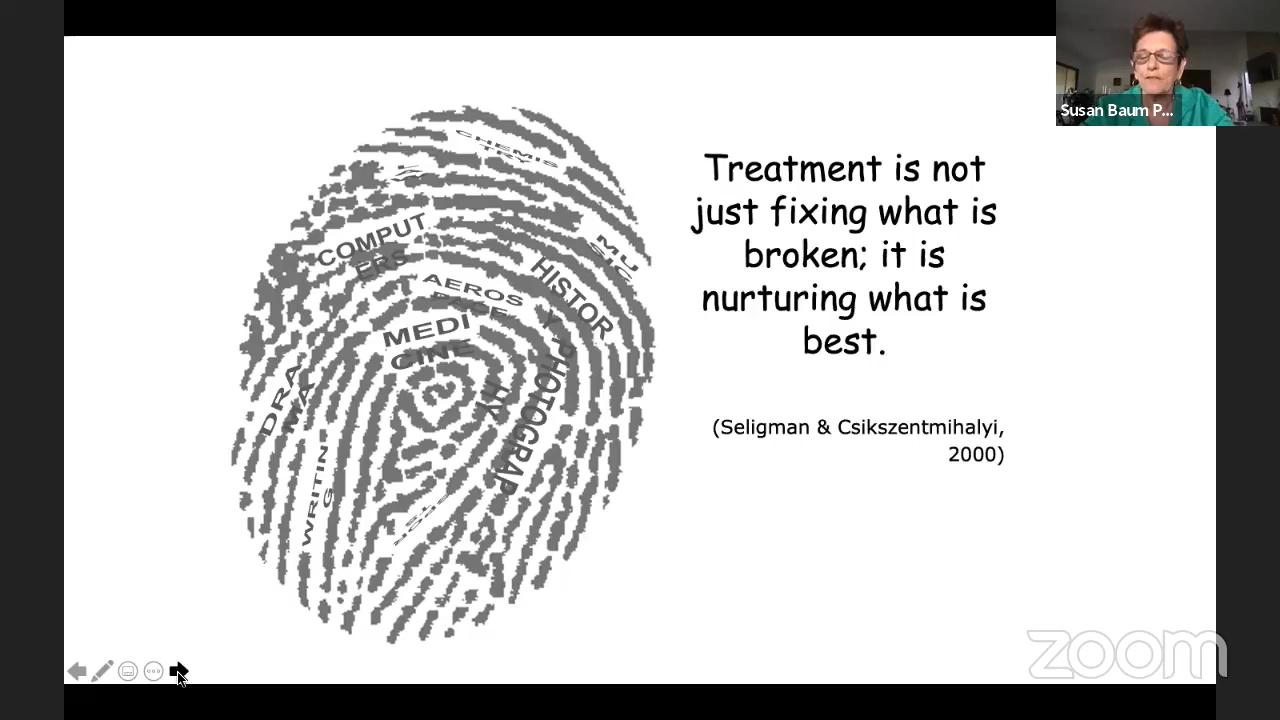 Susan Baum P...
CHEMIS
TRY
COMPUT
ERS
MU
SIC
HISTOR
Y
AEROS
PACE
MEDI
CINE
PHOTOGRAP
HY
DRA
MA
WRITIN
G
Treatment is not
just fixing what is
broken; it is
nurturing what is
best.
(Seligman & Csikszentmihalyi,
2000)
zoom